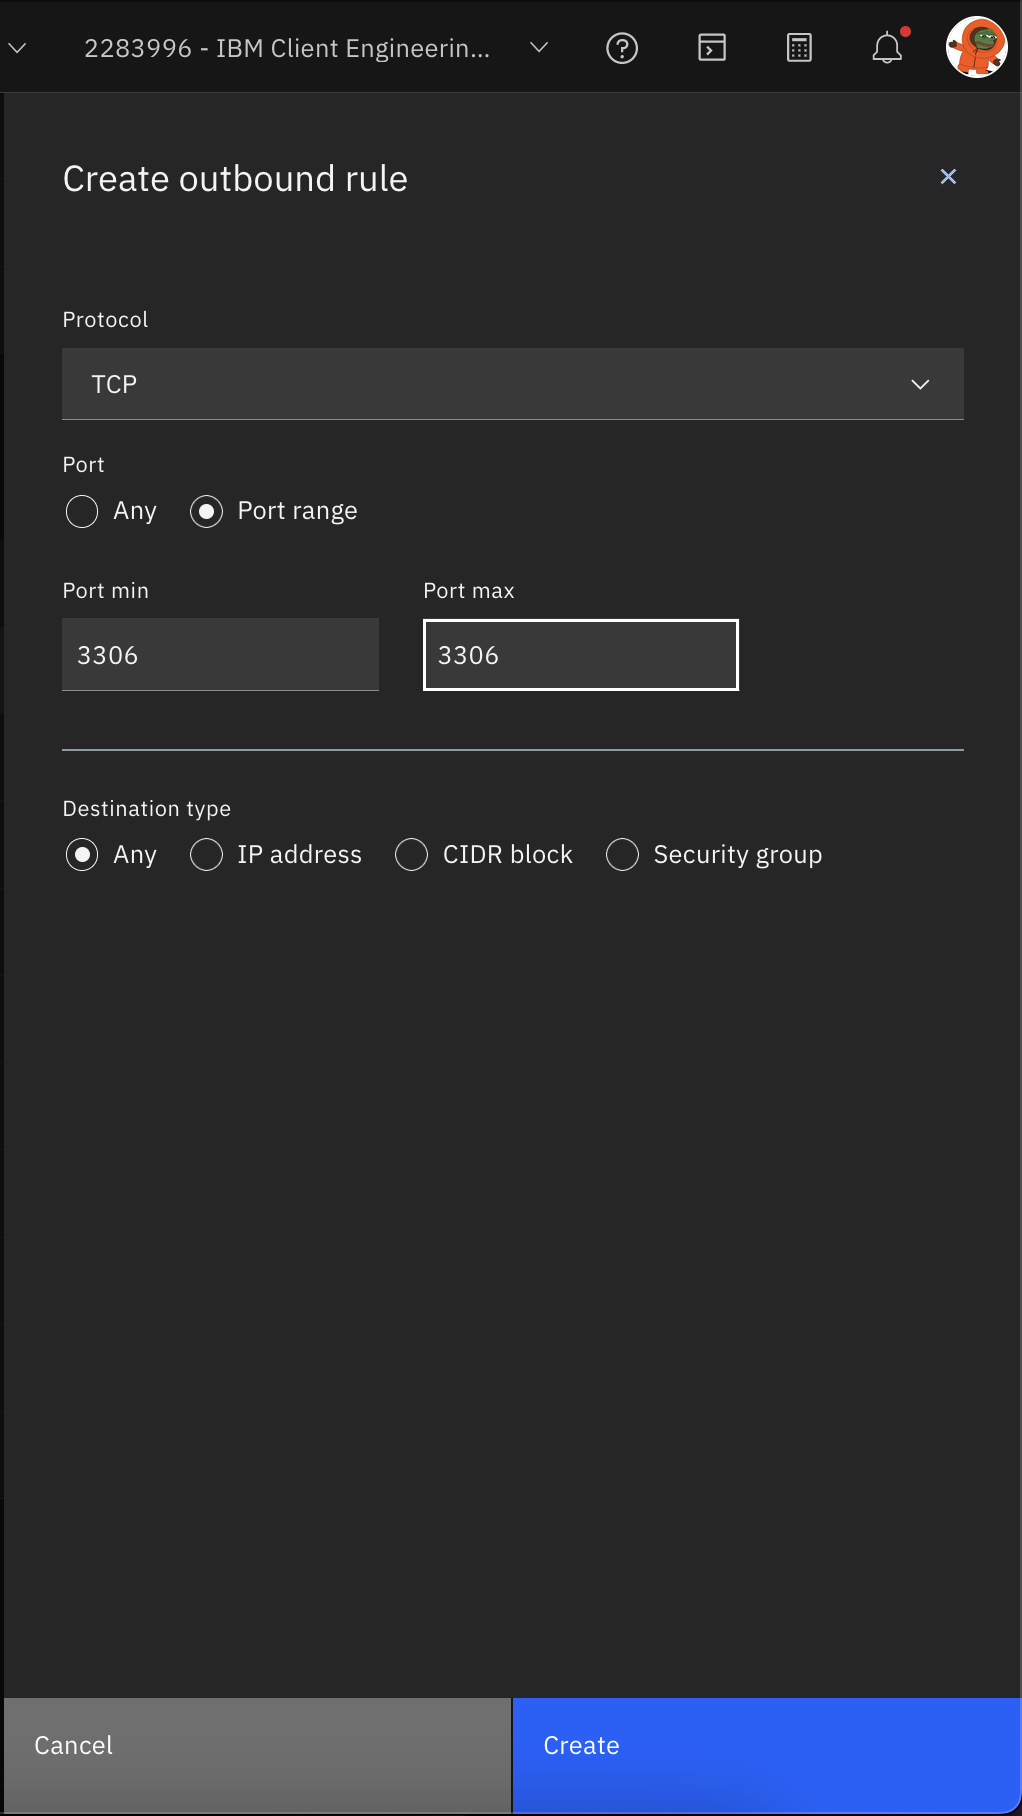 2283996 - IBM Client Engineerin...
Create outbound rule
Protocol
TCP
Port
Any Port range
Port min Port max
3306 3306
Destination type
Any IP address CIDR block Security group
Cancel Create